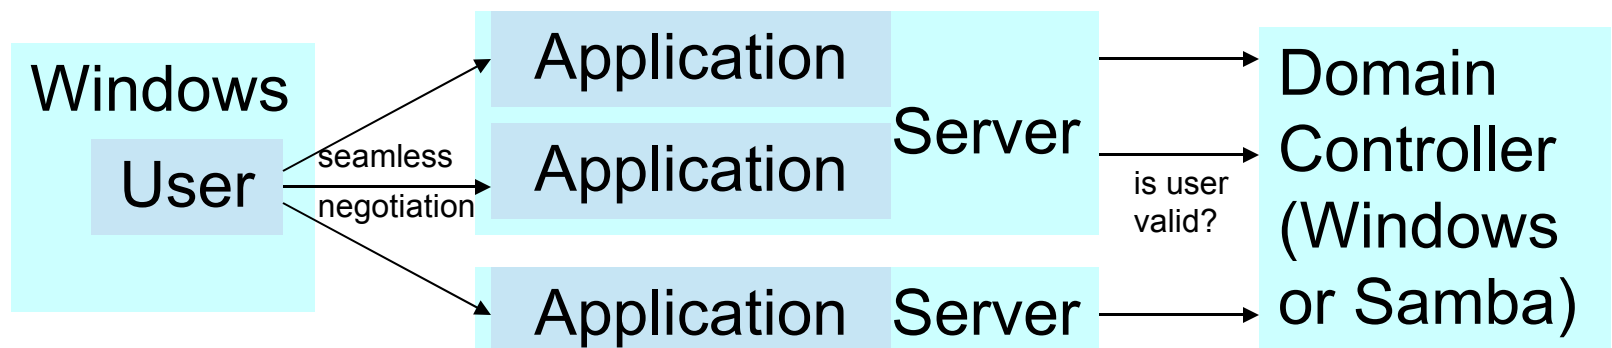 Windows
User
seamless
negotiation
Application
Application
Server
Application
Server
is user
valid?
Domain
Controller
(Windows
or Samba)